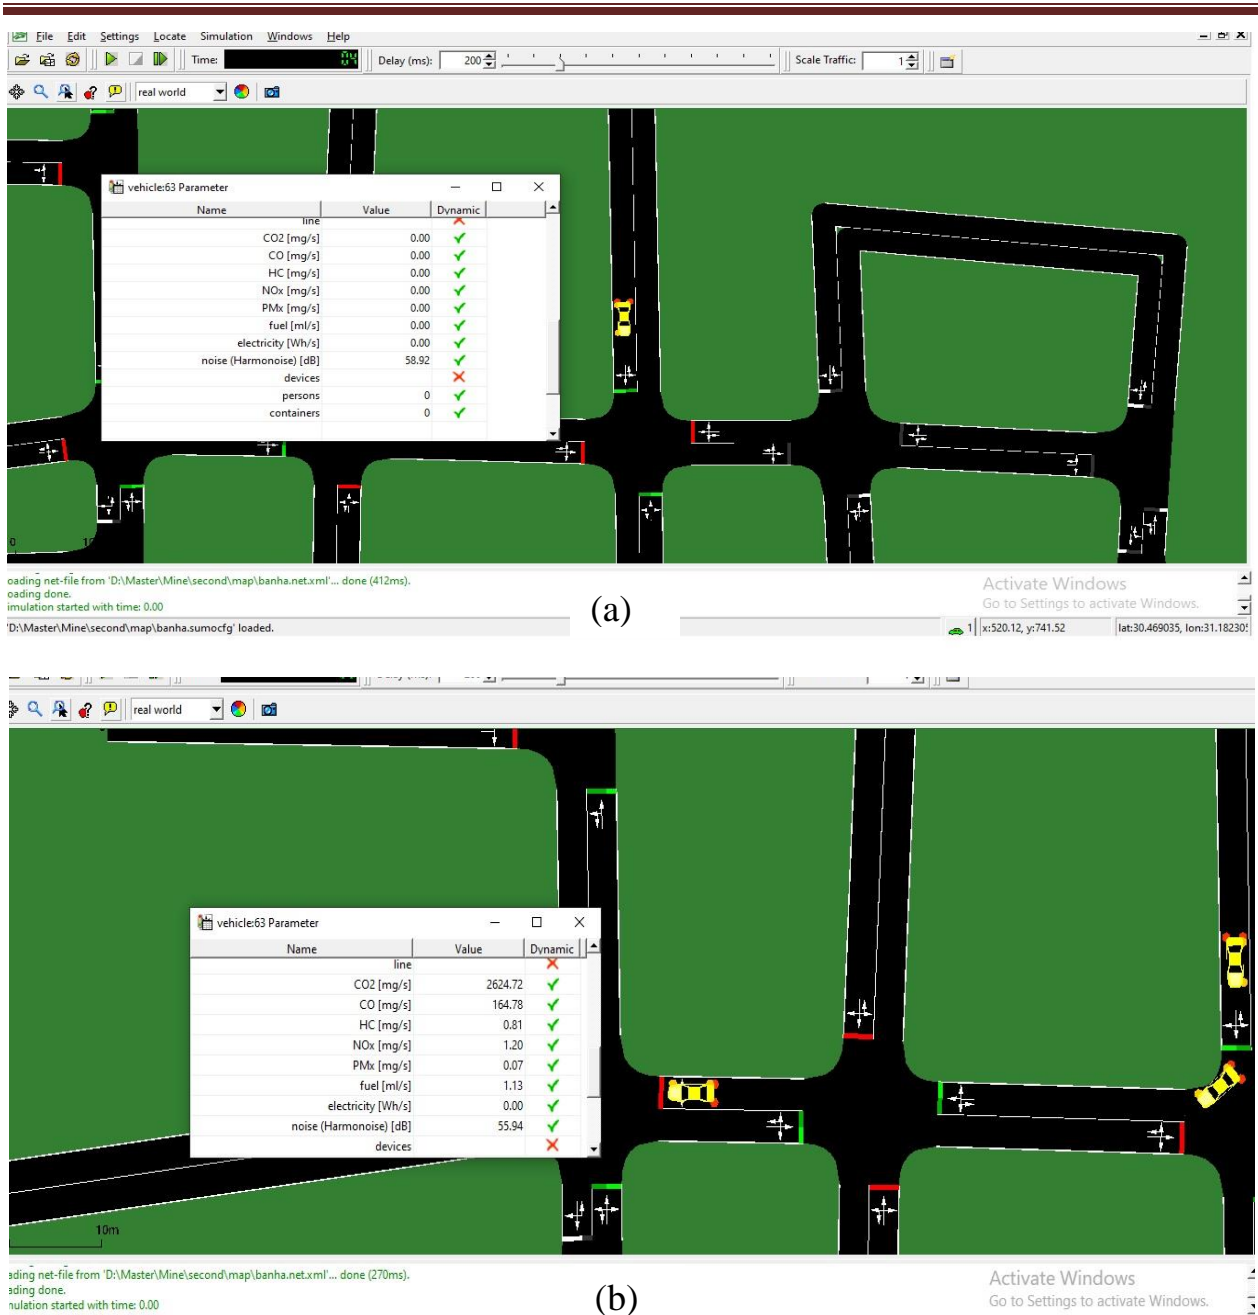 File Edit Settings Locate Simulation Windows Help
Time: 04 Delay (ms): 200 Scale Traffic: 1
real world
vehicle:63 Parameter
Name Value Dynamic
line
CO2 [mg/s] 0.00
CO [mg/s] 0.00
HC [mg/s] 0.00
NOx [mg/s] 0.00
PMx [mg/s] 0.00
fuel [ml/s] 0.00
electricity [Wh/s] 0.00
noise (Harmonoise) [dB] 58.92
devices
persons 0
containers 0
0
oading net-file from 'D:\Master\Mine\second\map\banha.net.xml'... done (412ms).
oading done.
imulation started with time: 0.00
Activate Windows
Go to Settings to activate Windows.
(a)
'D:\Master\Mine\second\map\banha.sumocfg' loaded.
1 x:520.12, y:741.52 lat:30.469035, lon:31.18230
real world
vehicle:63 Parameter
Name Value Dynamic
line
CO2 [mg/s] 2624.72
CO [mg/s] 164.78
HC [mg/s] 0.81
NOx [mg/s] 1.20
PMx [mg/s] 0.07
fuel [ml/s] 1.13
electricity [Wh/s] 0.00
noise (Harmonoise) [dB] 55.94
devices
10m
ading net-file from 'D:\Master\Mine\second\map\banha.net.xml'... done (270ms).
ading done.
nulation started with time: 0.00
Activate Windows
Go to Settings to activate Windows.
(b)